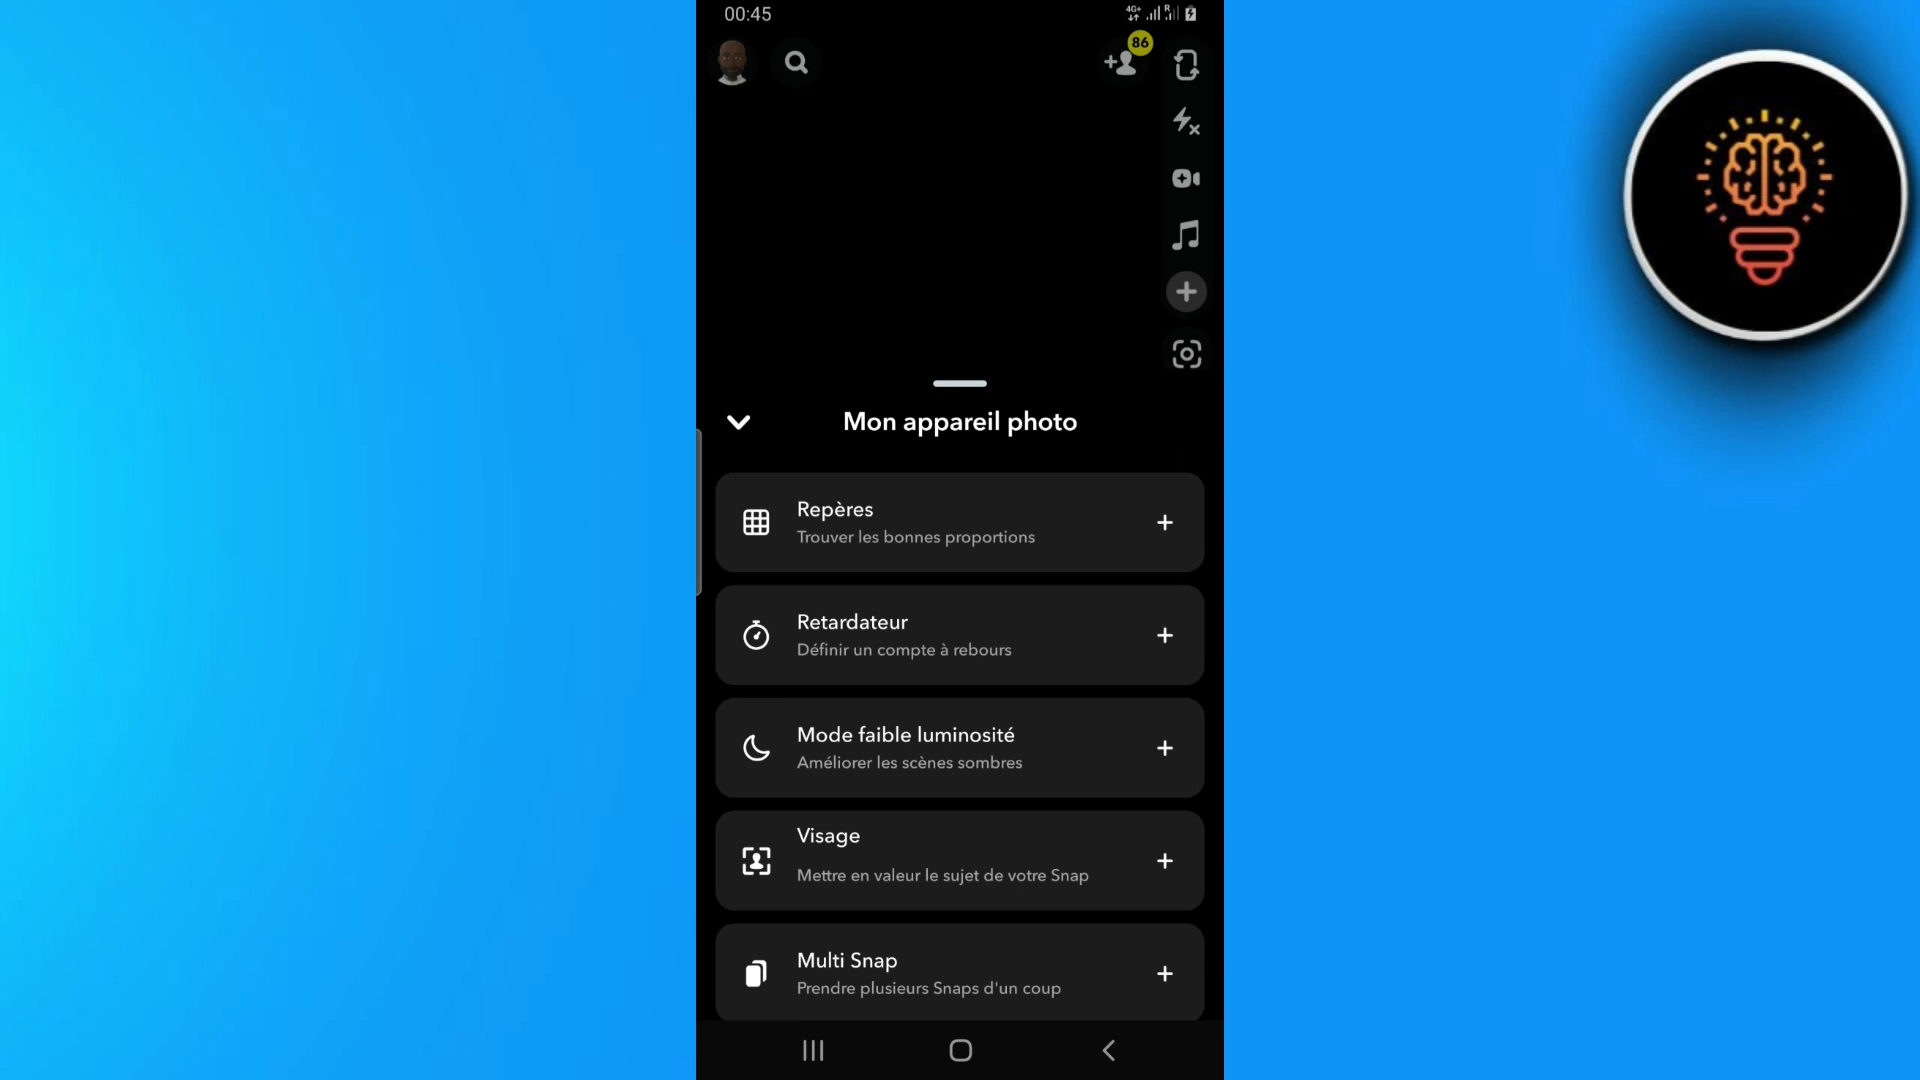 00:45
4G+
R
86
Mon appareil photo
Repères
Trouver les bonnes proportions
Retardateur
Définir un compte à rebours
Mode faible luminosité
Améliorer les scènes sombres
Visage
Mettre en valeur le sujet de votre Snap
Multi Snap
Prendre plusieurs Snaps d'un coup